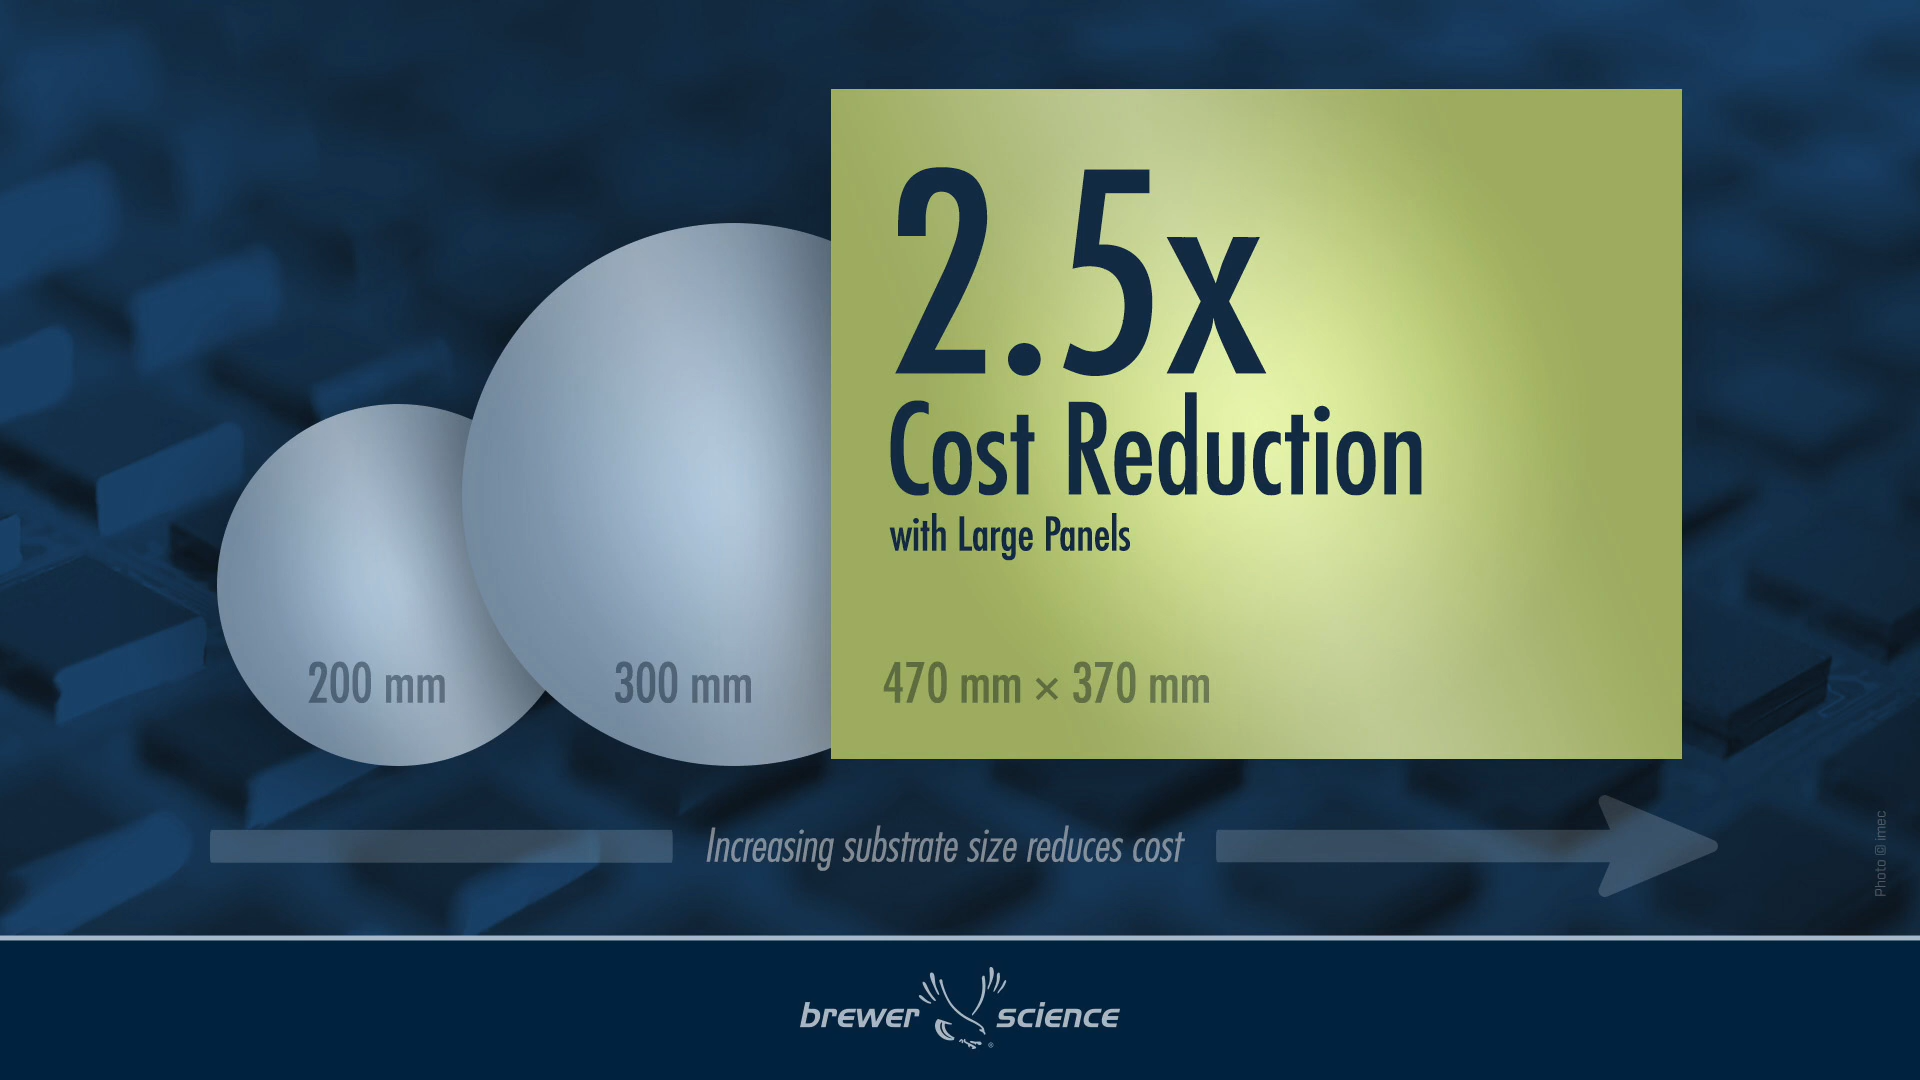 2.5x
Cost Reduction
with Large Panels
200 mm
300 mm
470 mm × 370 mm
Increasing substrate size reduces cost
Photo © imec
brewer science ®